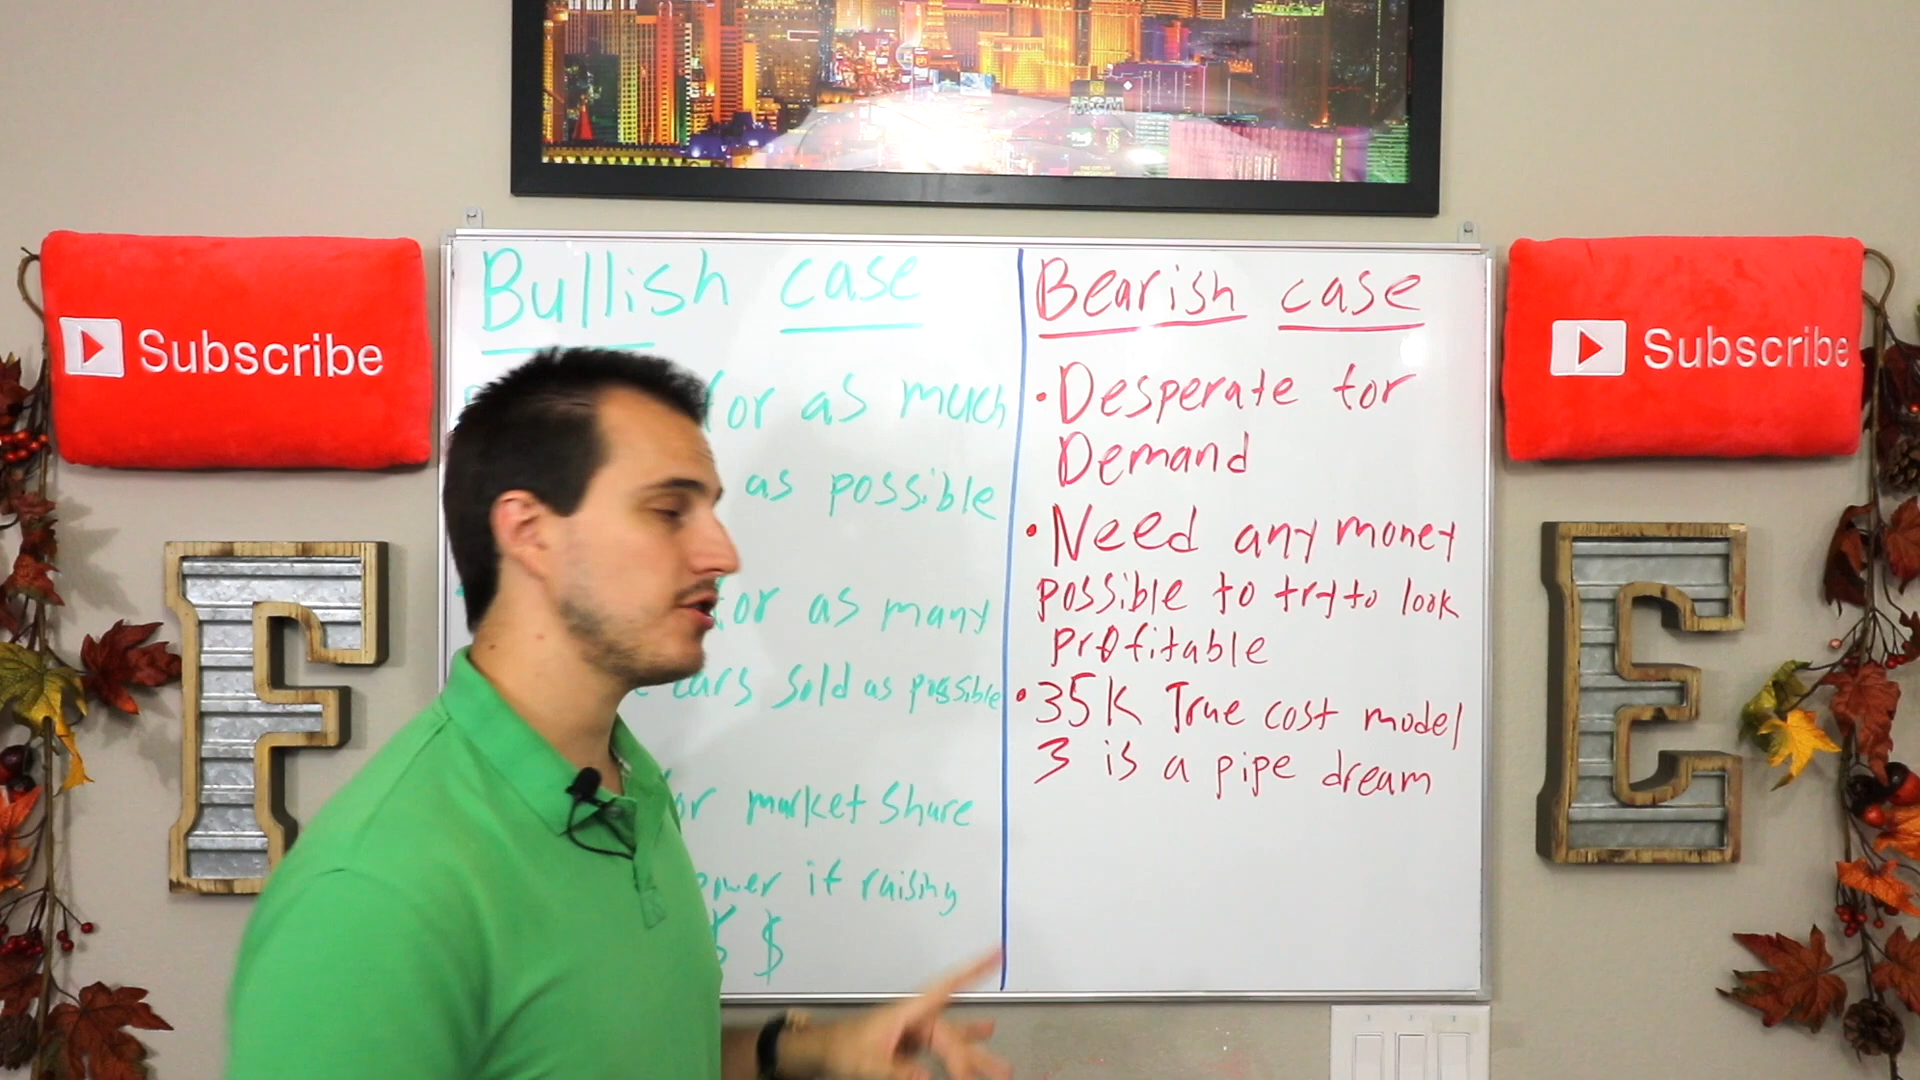 MGM
Subscribe
Subscribe
F
E
Bullish case
or as much
as possible
or as many
cars sold as possible
or market share
power if raising
$ $
Bearish case
• Desperate for
Demand
• Need any money
possible to try to look
profitable
• 35K True cost model
3 is a pipe dream